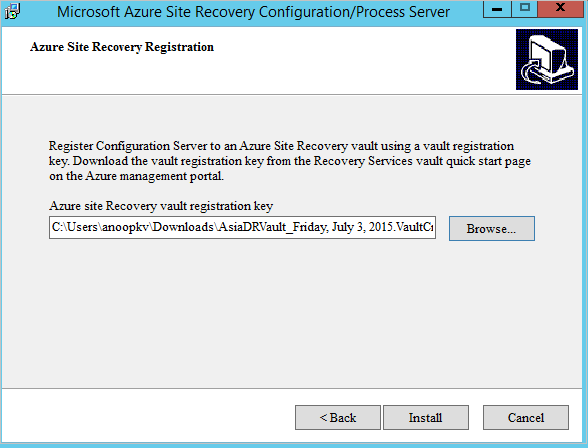 Microsoft Azure Site Recovery Configuration/Process Server
Azure Site Recovery Registration
Register Configuration Server to an Azure Site Recovery vault using a vault registration
key. Download the vault registration key from the Recovery Services vault quick start page
on the Azure management portal.
Azure site Recovery vault registration key
C:\Users\anoopkv\Downloads\AsiaDRVault_Friday, July 3, 2015.VaultCr
Browse...
< Back
Install
Cancel